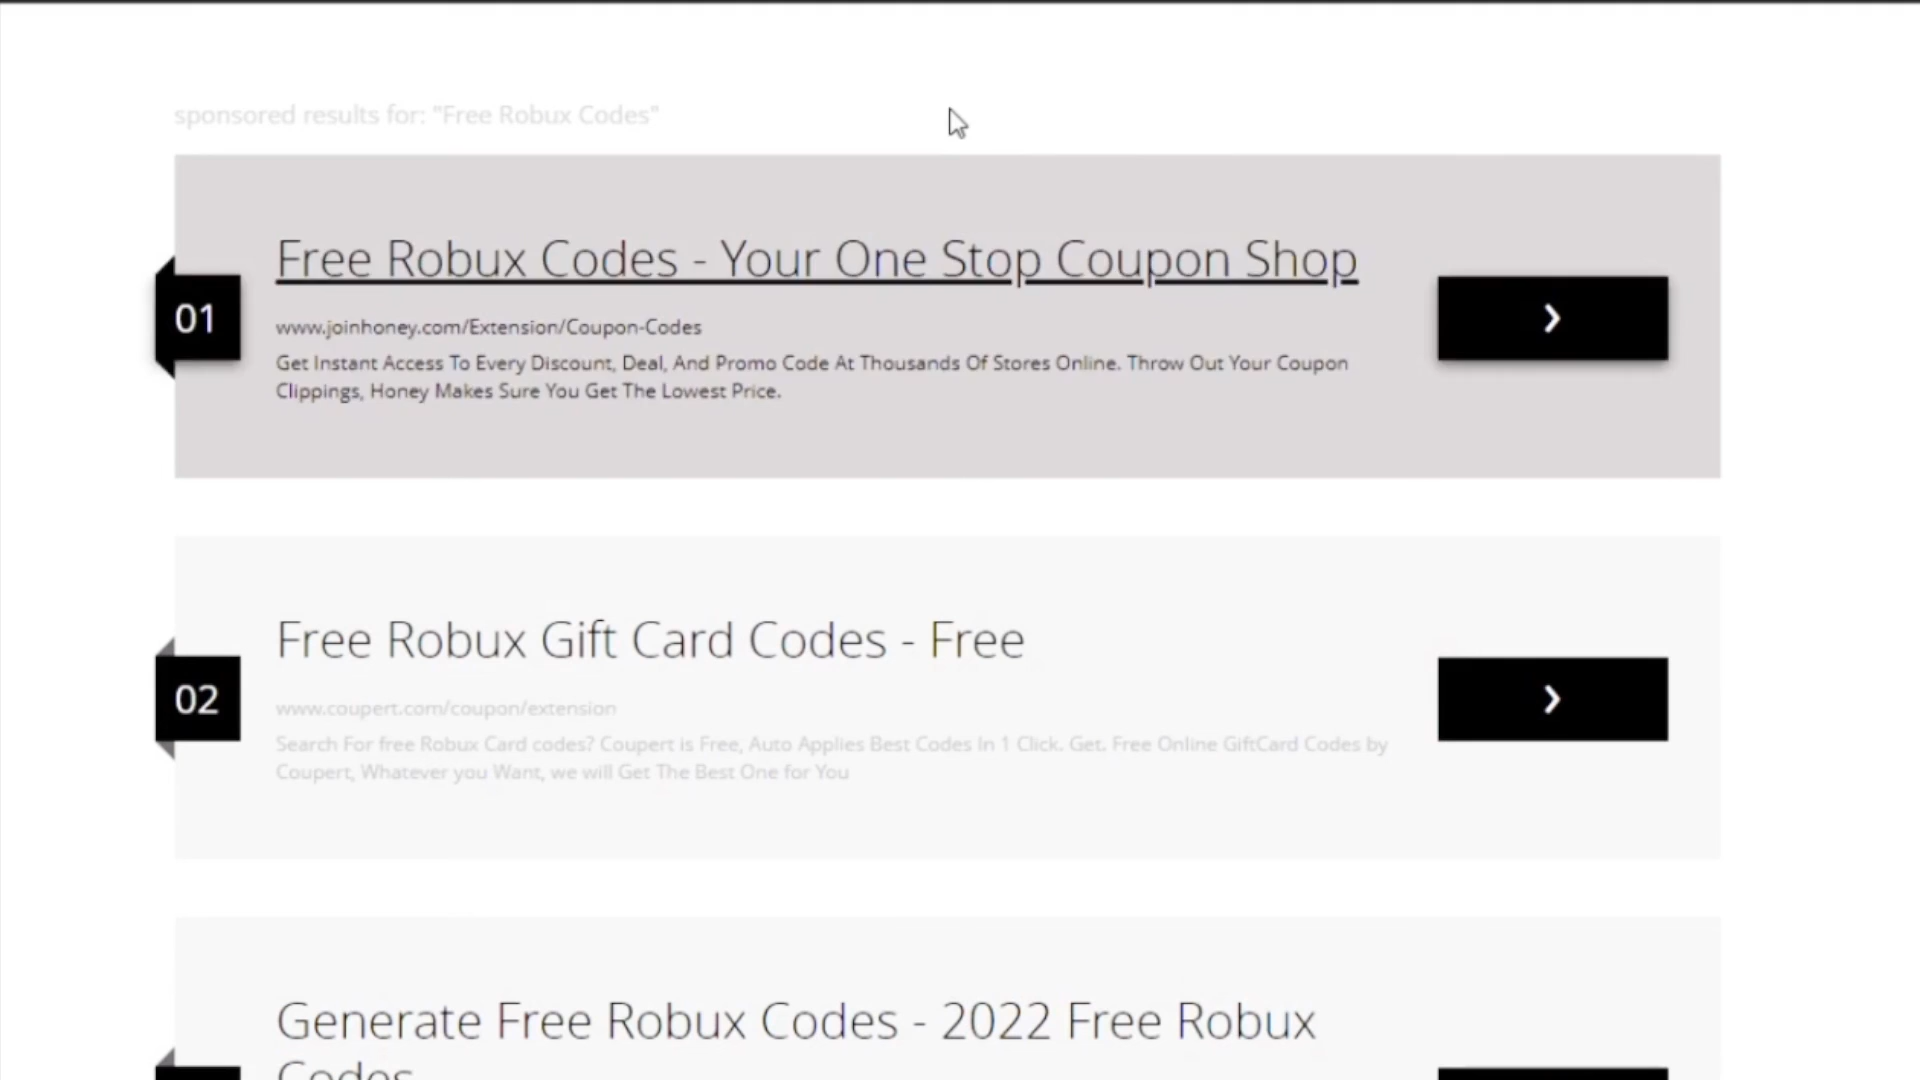 sponsored results for: "Free Robux Codes"
01
Free Robux Codes - Your One Stop Coupon Shop
www.joinhoney.com/Extension/Coupon-Codes
Get Instant Access To Every Discount, Deal, And Promo Code At Thousands Of Stores Online. Throw Out Your Coupon
Clippings, Honey Makes Sure You Get The Lowest Price.
02
Free Robux Gift Card Codes - Free
www.coupert.com/coupon/extension
Search For free Robux Card codes? Coupert is Free, Auto Applies Best Codes In 1 Click. Get. Free Online GiftCard Codes by
Coupert, Whatever you Want, we will Get The Best One for You
Generate Free Robux Codes - 2022 Free Robux
Codes